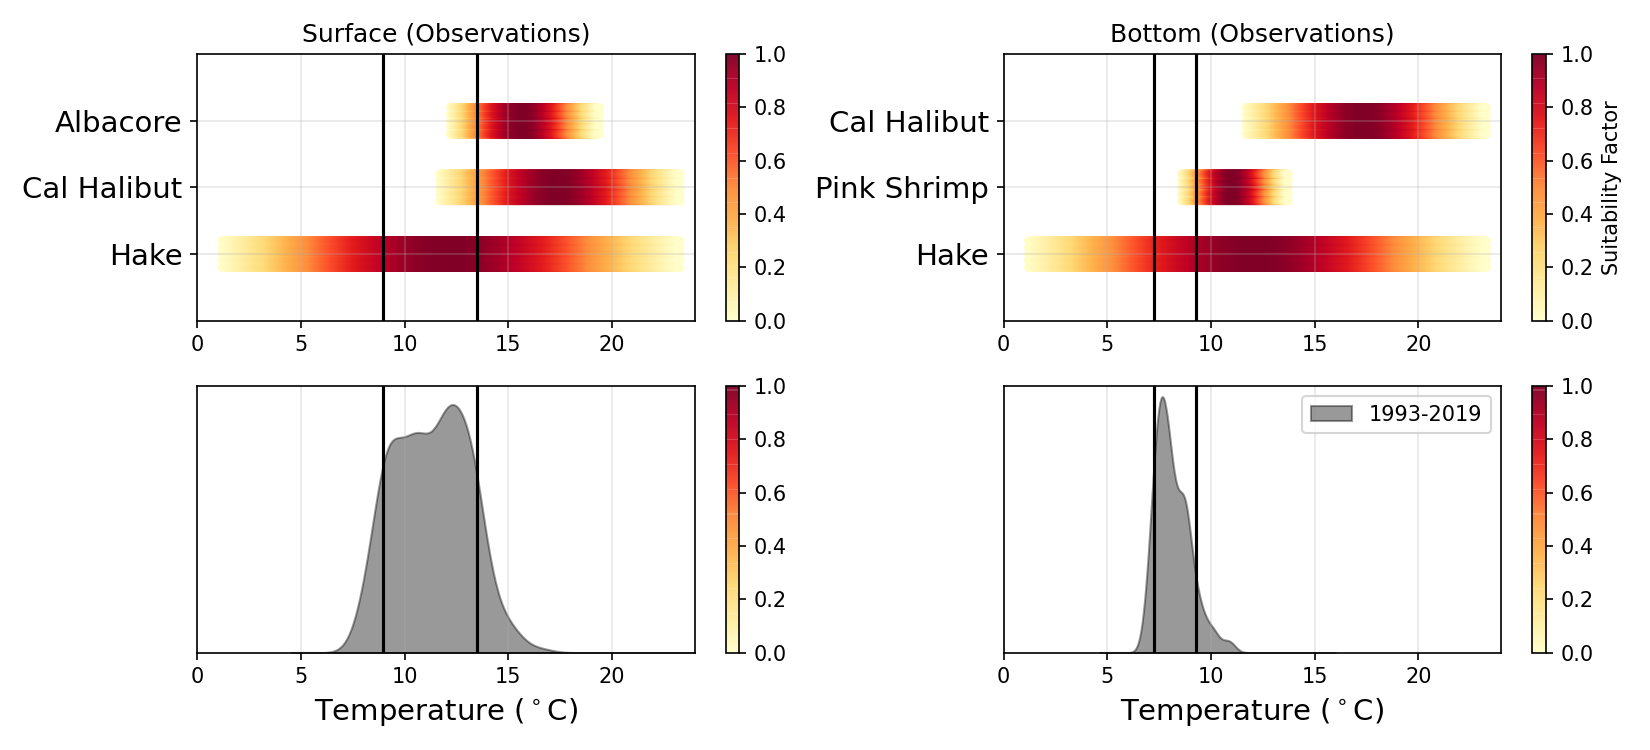 Surface (Observations)
Albacore
Cal Halibut
Hake
0 5 10 15 20
1.0
0.8
0.6
0.4
0.2
0.0
Bottom (Observations)
Cal Halibut
Pink Shrimp
Hake
0 5 10 15 20
1.0
0.8
0.6
0.4
0.2
0.0
Suitability Factor
0 5 10 15 20
Temperature (°C)
1.0
0.8
0.6
0.4
0.2
0.0
1993-2019
0 5 10 15 20
Temperature (°C)
1.0
0.8
0.6
0.4
0.2
0.0